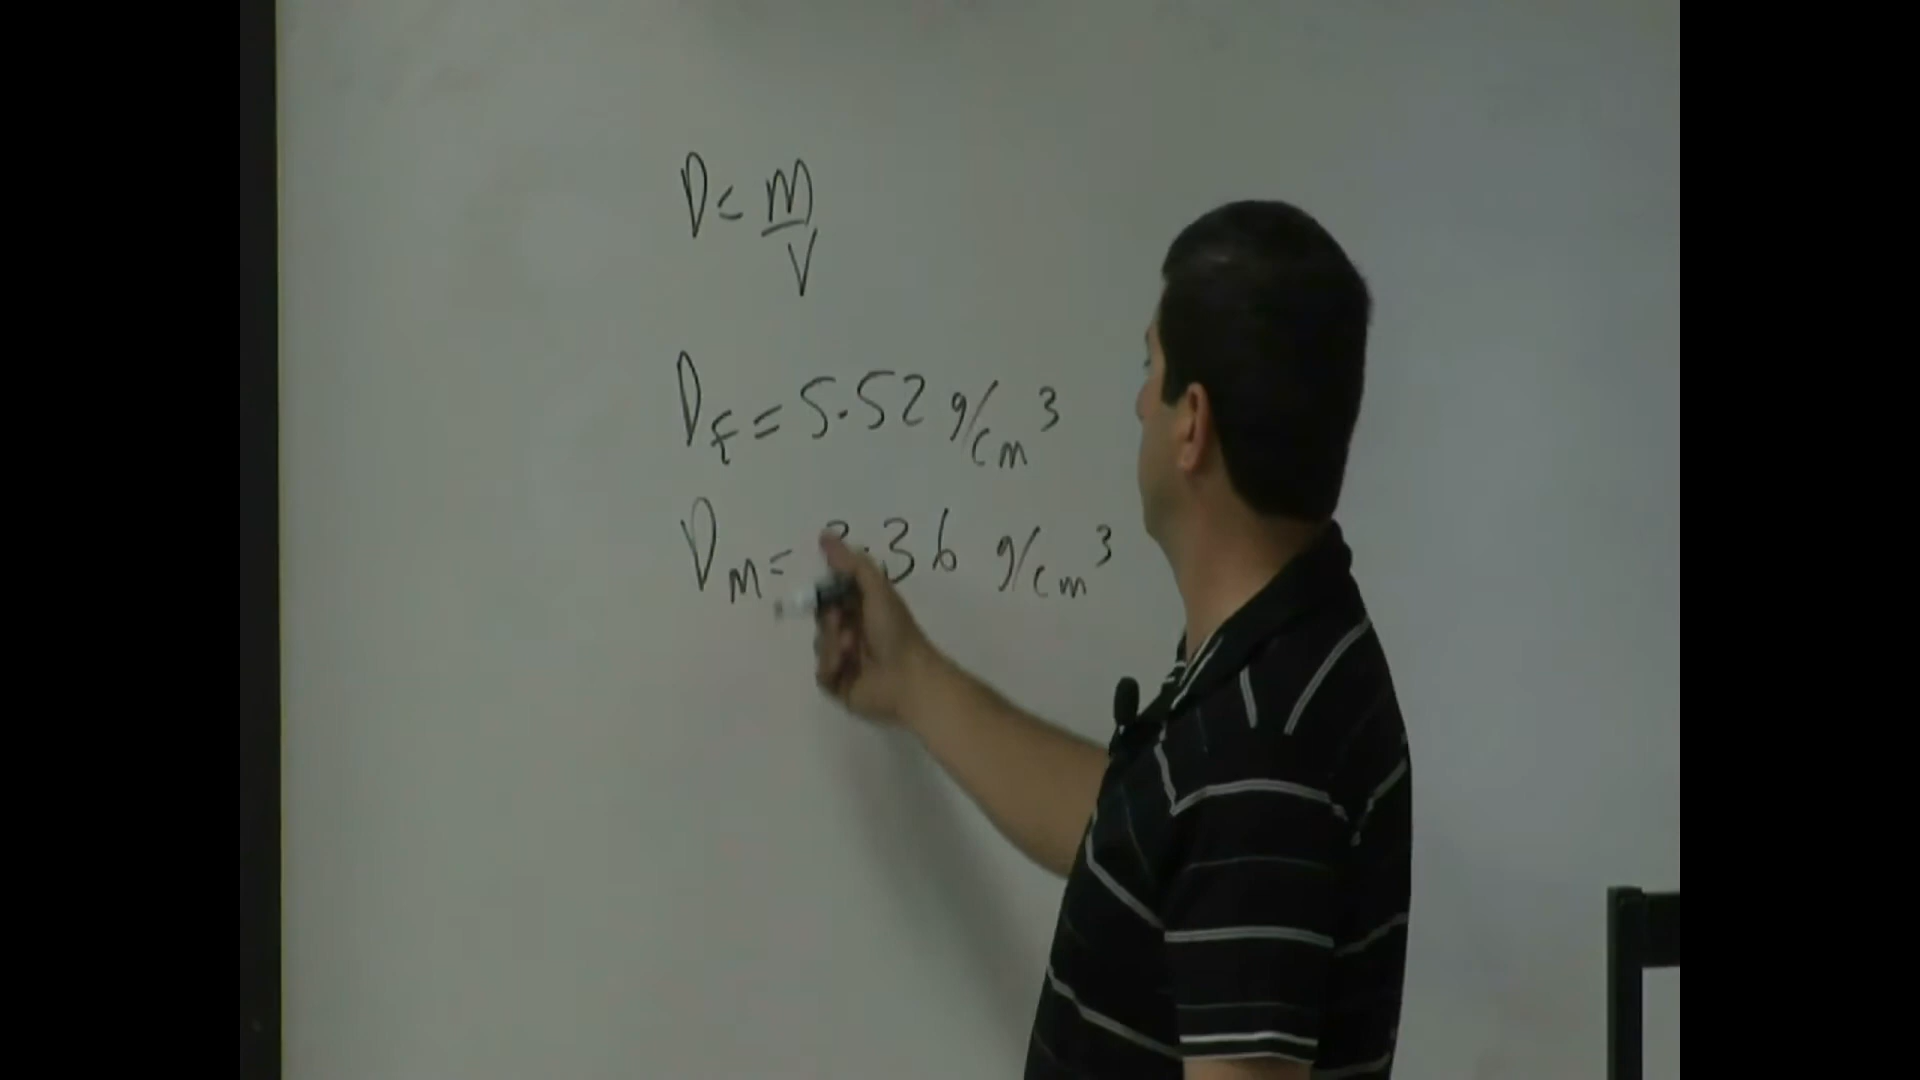 D = m/V
D_E = 5.52 g/cm³
D_M = 3.36 g/cm³